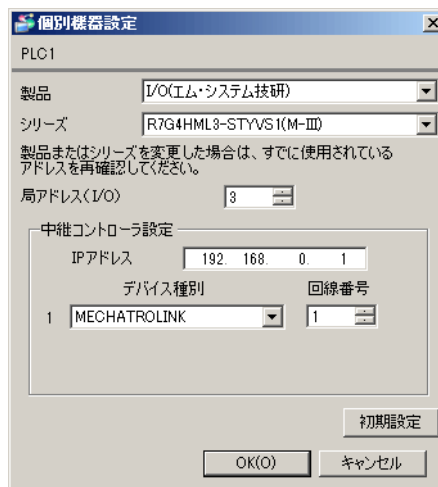 個別機器設定
PLC1
製品 I/O(エム・システム技研)
シリーズ R7G4HML3-STYVS1(M-Ⅲ)
製品またはシリーズを変更した場合は、すでに使用されている
アドレスを再確認してください。
局アドレス(I/O) 3
中継コントローラ設定
IPアドレス 192. 168. 0. 1
デバイス種別 回線番号
1 MECHATROLINK 1
初期設定
OK(O) キャンセル